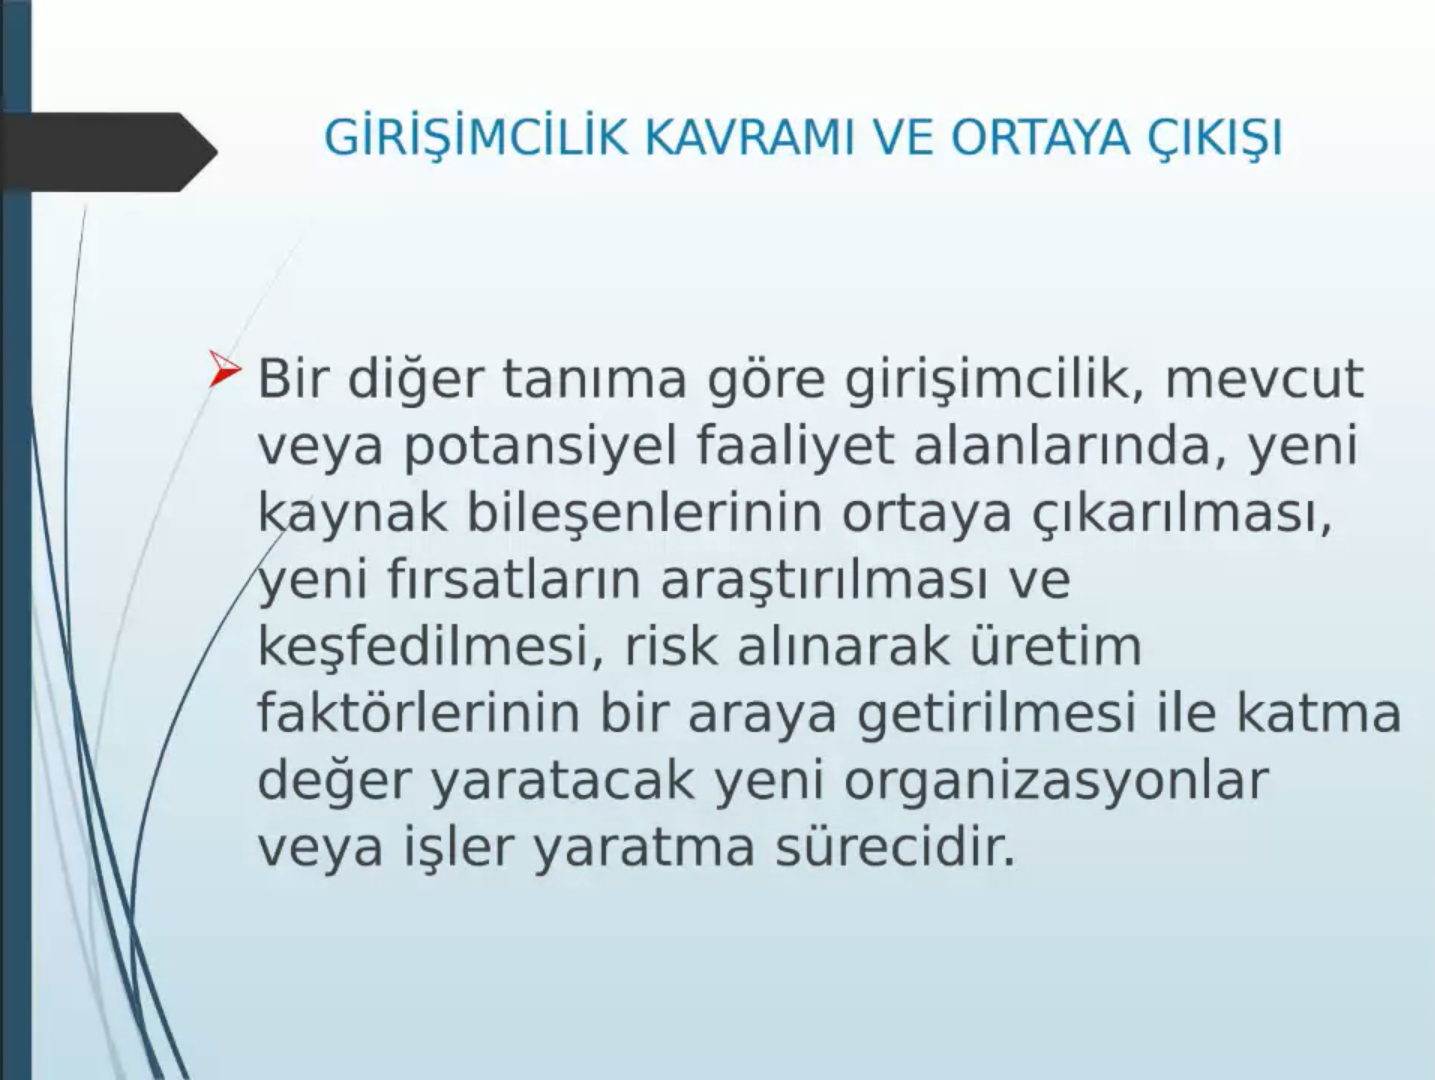 GİRİŞİMCİLİK KAVRAMI VE ORTAYA ÇIKIŞI
Bir diğer tanıma göre girişimcilik, mevcut
veya potansiyel faaliyet alanlarında, yeni
kaynak bileşenlerinin ortaya çıkarılması,
yeni fırsatların araştırılması ve
keşfedilmesi, risk alınarak üretim
faktörlerinin bir araya getirilmesi ile katma
değer yaratacak yeni organizasyonlar
veya işler yaratma sürecidir.